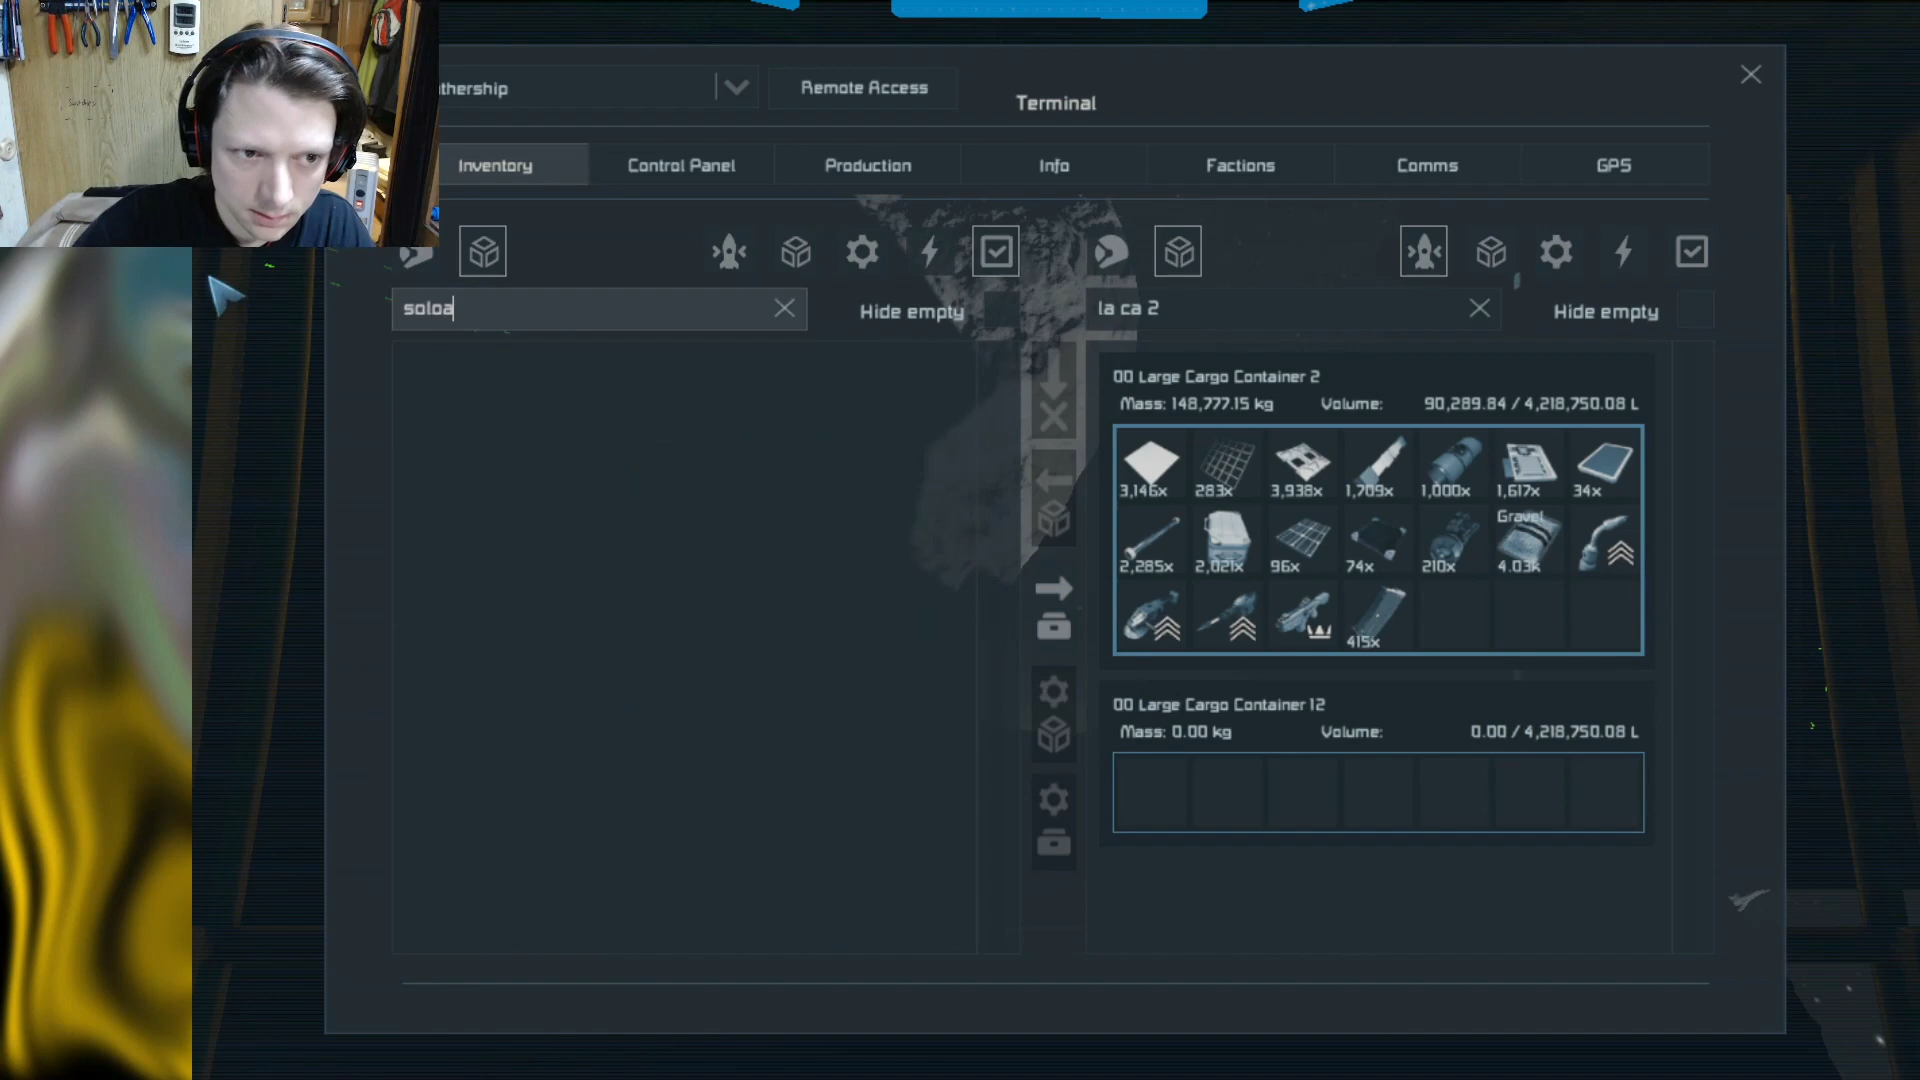 thership
Remote Access
Terminal
Inventory
Control Panel
Production
Info
Factions
Comms
GPS
soloa
Hide empty
la ca 2
Hide empty
00 Large Cargo Container 2
Mass: 148,777.15 kg
Volume:
90,289.84 / 4,218,750.08 L
3,146x
283x
3,938x
1,709x
1,000x
1,617x
34x
2,285x
2,021x
96x
74x
210x
Gravel
4.03k
415x
00 Large Cargo Container 12
Mass: 0.00 kg
Volume:
0.00 / 4,218,750.08 L